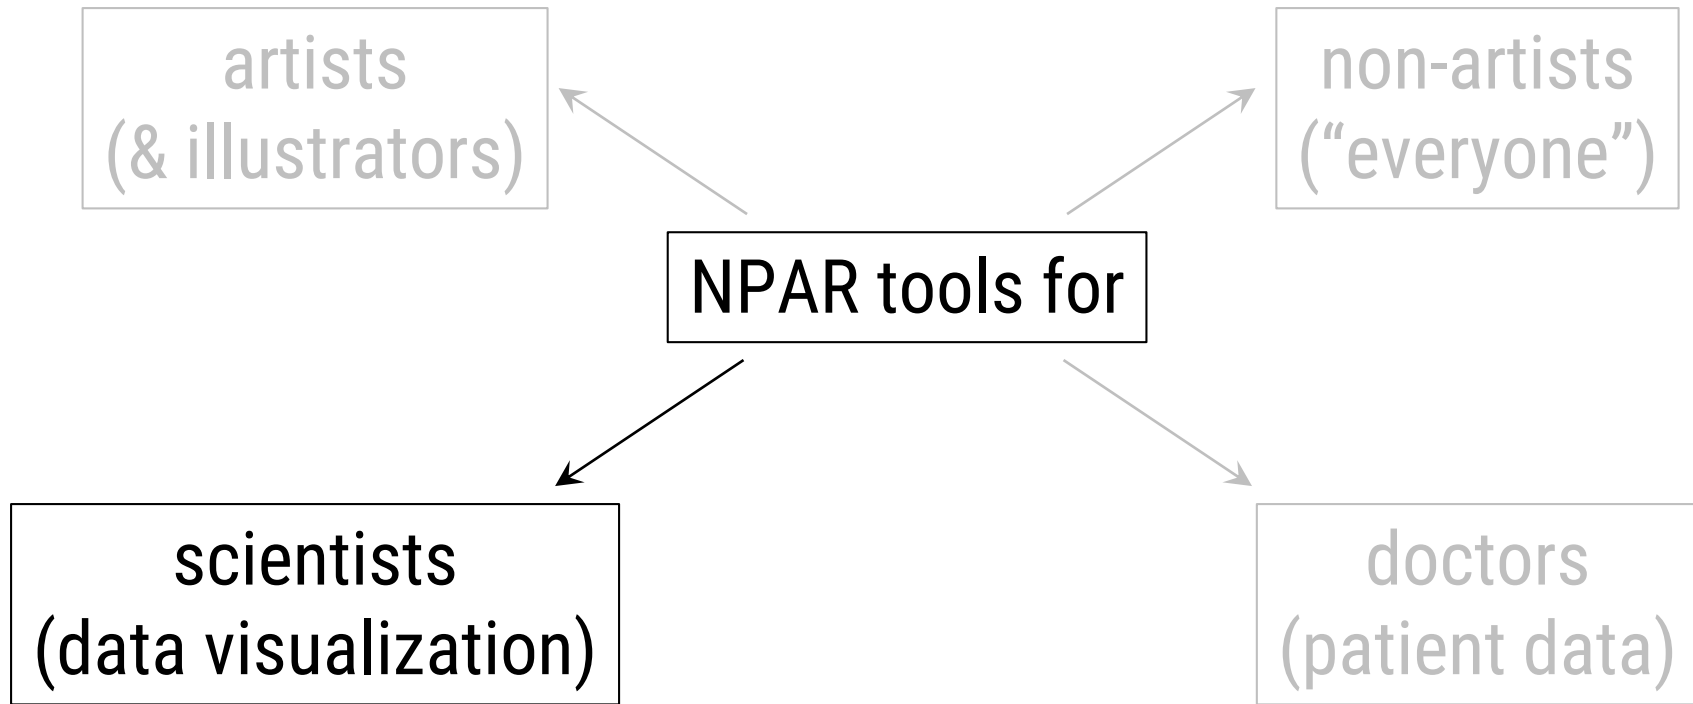 artists
(& illustrators)
non-artists
(“everyone”)
NPAR tools for
scientists
(data visualization)
doctors
(patient data)